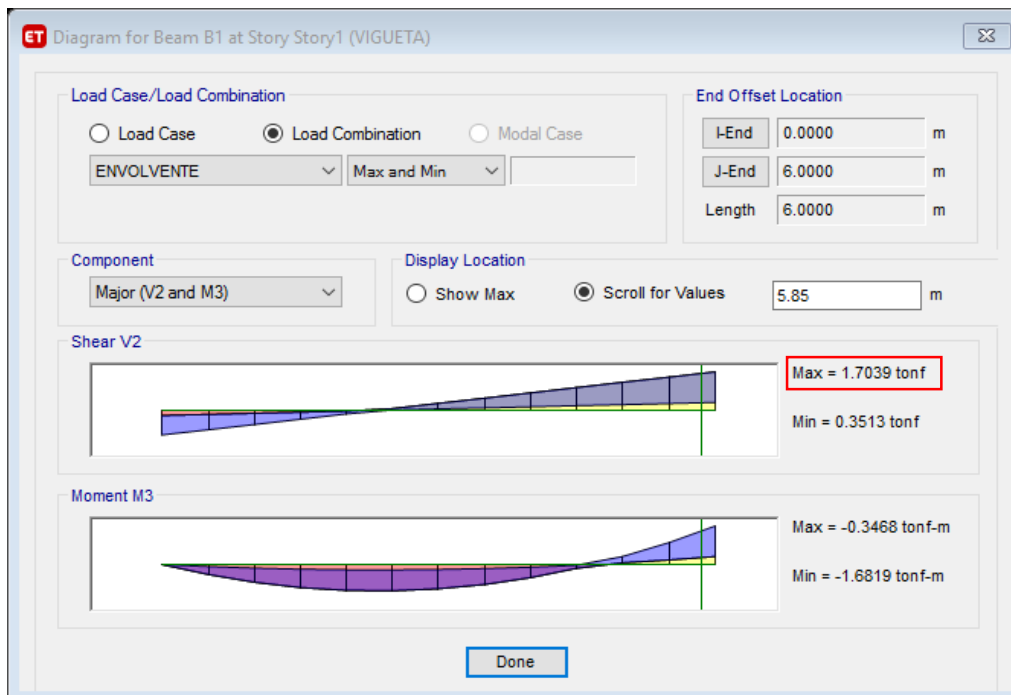 ET Diagram for Beam B1 at Story Story1 (VIGUETA)
Load Case/Load Combination
Load Case Load Combination Modal Case
ENVOLVENTE Max and Min
End Offset Location
I-End 0.0000 m
J-End 6.0000 m
Length 6.0000 m
Component
Major (V2 and M3)
Display Location
Show Max Scroll for Values 5.85 m
Shear V2
Max = 1.7039 tonf
Min = 0.3513 tonf
Moment M3
Max = -0.3468 tonf-m
Min = -1.6819 tonf-m
Done